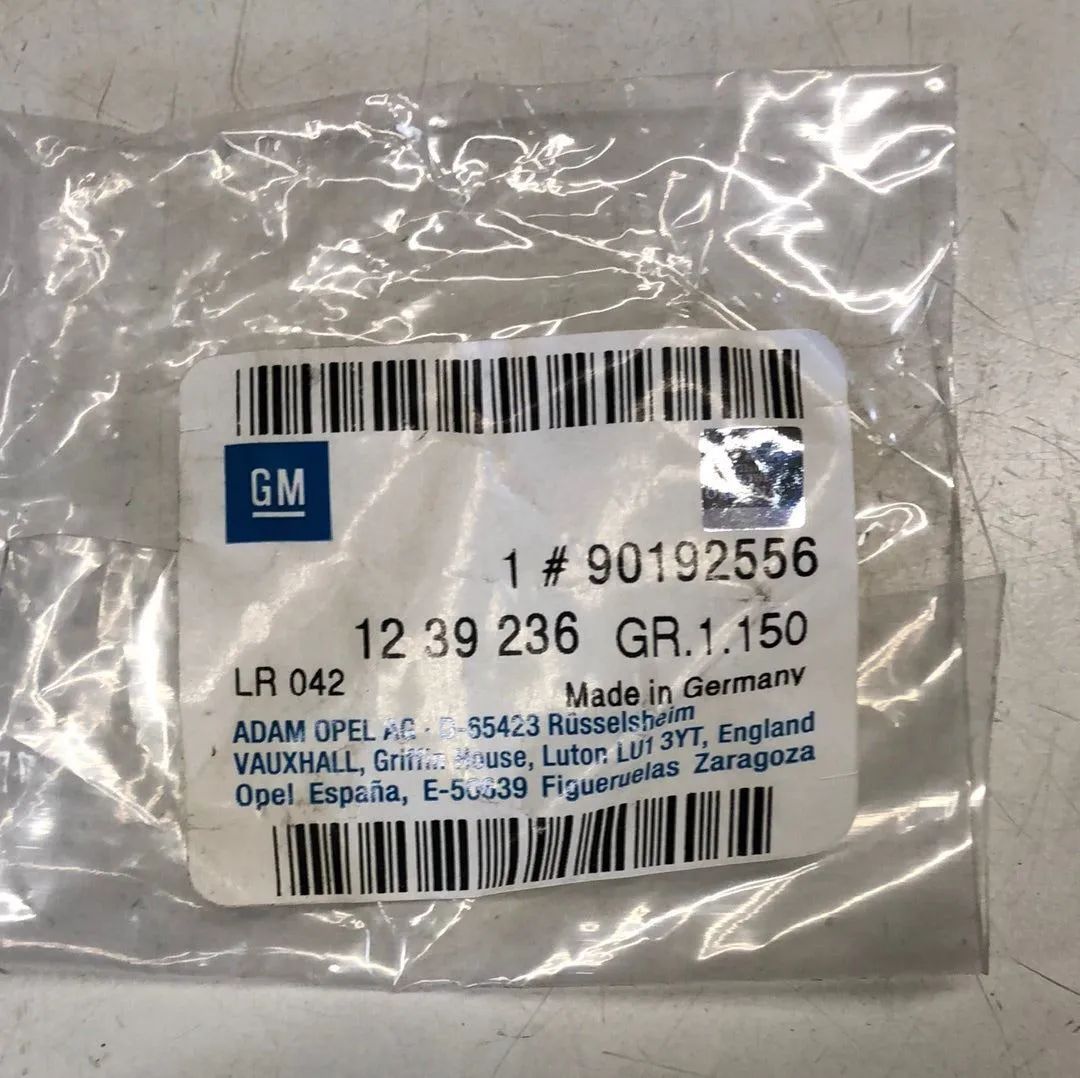 GM
1 # 90192556
12 39 236 GR.1.150
LR 042 Made in Germany
ADAM OPEL AG · D-65423 Rüsselsheim
VAUXHALL, Griffin House, Luton LU1 3YT, England
Opel España, Figueruelas Zaragoza